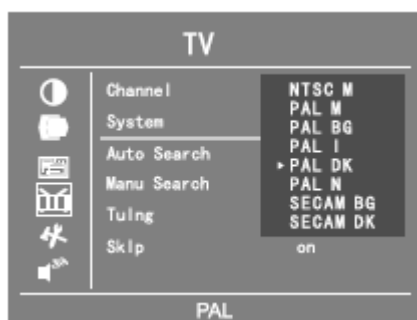 TV
Channel
System
Auto Search
Manu Search
Tulng
Skip
NTSC M
PAL M
PAL BG
PAL I
PAL DK
PAL N
SECAM BG
SECAM DK
on
PAL